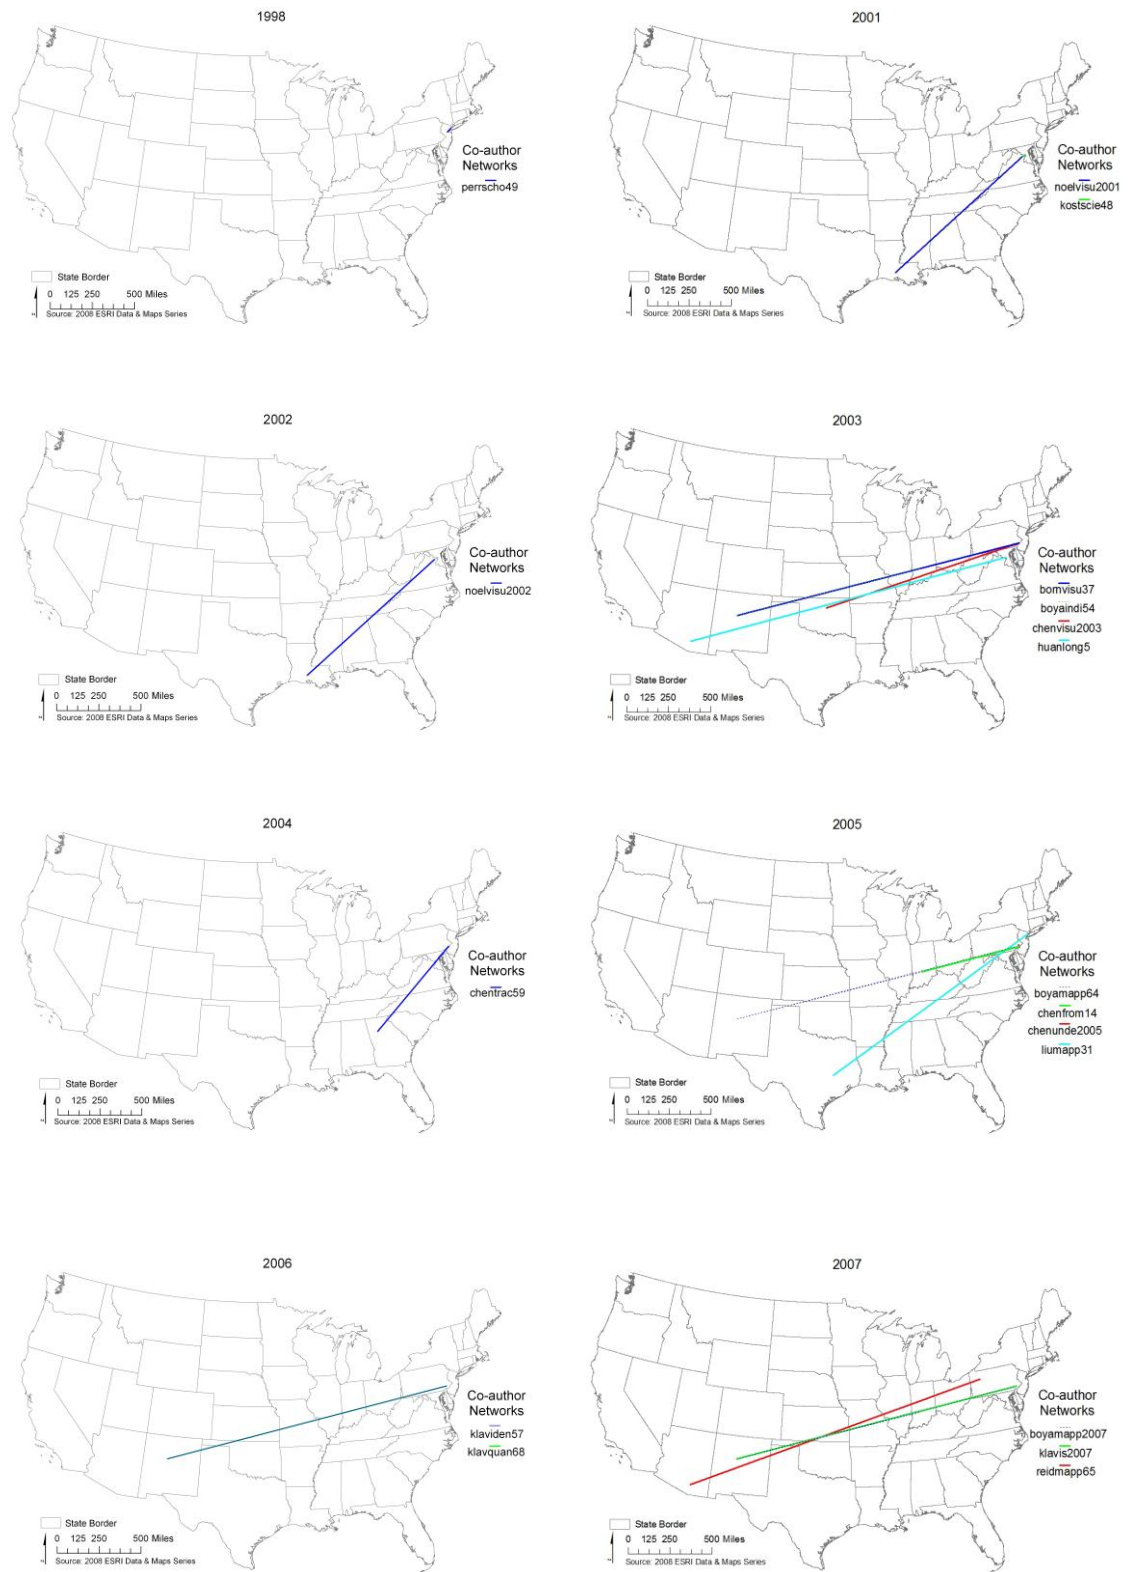 1998
Co-author
Networks
perrscho49
State Border
0 125 250 500 Miles
Source: 2008 ESRI Data & Maps Series
2001
Co-author
Networks
noelvisu2001
kostscie48
State Border
0 125 250 500 Miles
Source: 2008 ESRI Data & Maps Series
2002
Co-author
Networks
noelvisu2002
State Border
0 125 250 500 Miles
Source: 2008 ESRI Data & Maps Series
2003
Co-author
Networks
bornvisu37
boyaindi54
chenvisu2003
huanlong5
State Border
0 125 250 500 Miles
Source: 2008 ESRI Data & Maps Series
2004
Co-author
Networks
chentrac59
State Border
0 125 250 500 Miles
Source: 2008 ESRI Data & Maps Series
2005
Co-author
Networks
boyamapp64
chenfrom14
chenunde2005
liumapp31
State Border
0 125 250 500 Miles
Source: 2008 ESRI Data & Maps Series
2006
Co-author
Networks
klaviden57
klavquan68
State Border
0 125 250 500 Miles
Source: 2008 ESRI Data & Maps Series
2007
Co-author
Networks
boyamapp2007
klavis2007
reidmapp65
State Border
0 125 250 500 Miles
Source: 2008 ESRI Data & Maps Series